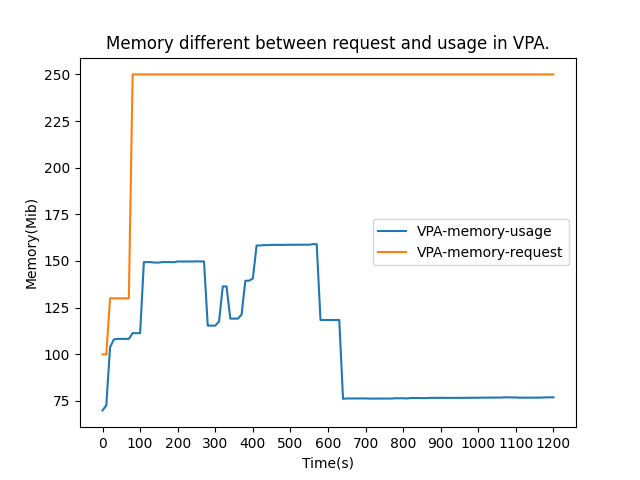 Memory different between request and usage in VPA.
250
225
200
175
150
125
100
75
Memory(Mib)
VPA-memory-usage
VPA-memory-request
0 100 200 300 400 500 600 700 800 900 1000 1100 1200
Time(s)